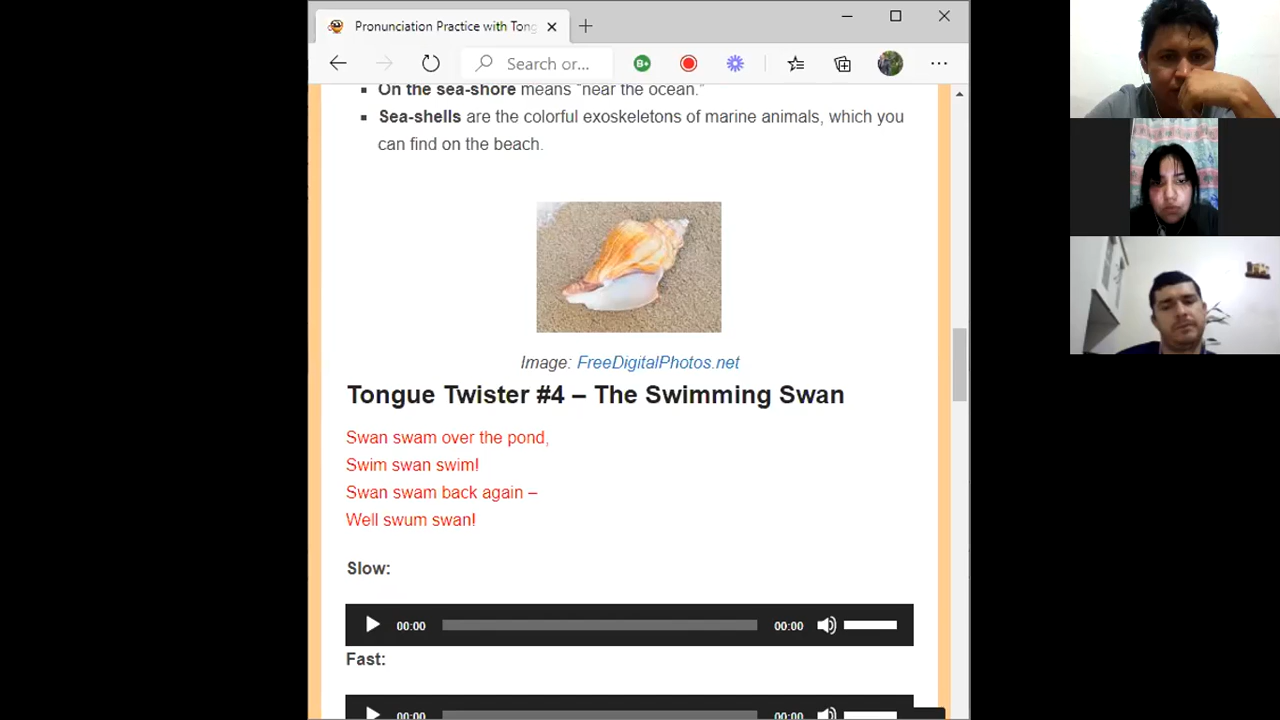 Pronunciation Practice with Tong
Search or...
On the sea-shore means “near the ocean.”
Sea-shells are the colorful exoskeletons of marine animals, which you
can find on the beach.
Image: FreeDigitalPhotos.net
Tongue Twister #4 – The Swimming Swan
Swan swam over the pond,
Swim swan swim!
Swan swam back again –
Well swum swan!
Slow:
00:00 00:00
Fast:
00:00 00:00